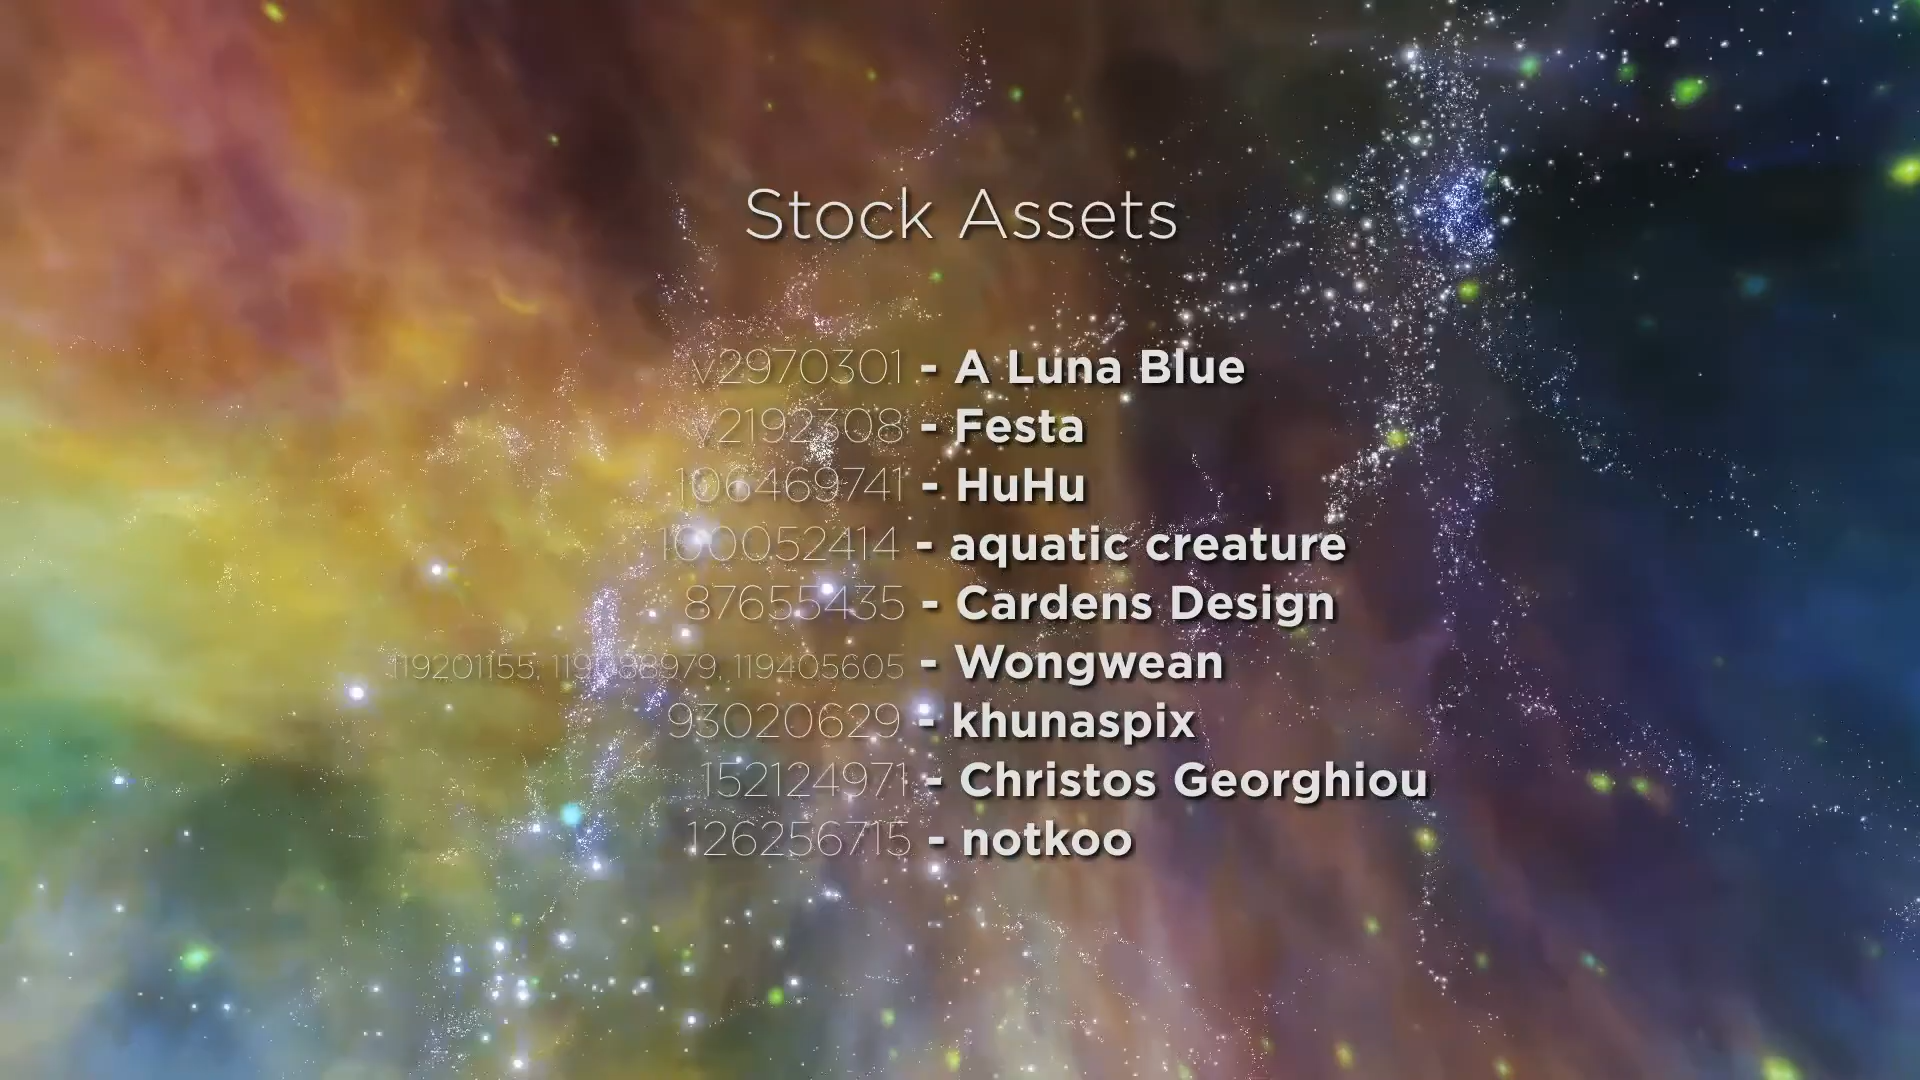 Stock Assets
v2970301 - A Luna Blue
v2192308 - Festa
106469741 - HuHu
100052414 - aquatic creature
87655435 - Cardens Design
119201155, 119405605 - Wongwean
93020629 - khunaspix
152124971 - Christos Georghiou
126256715 - notkoo